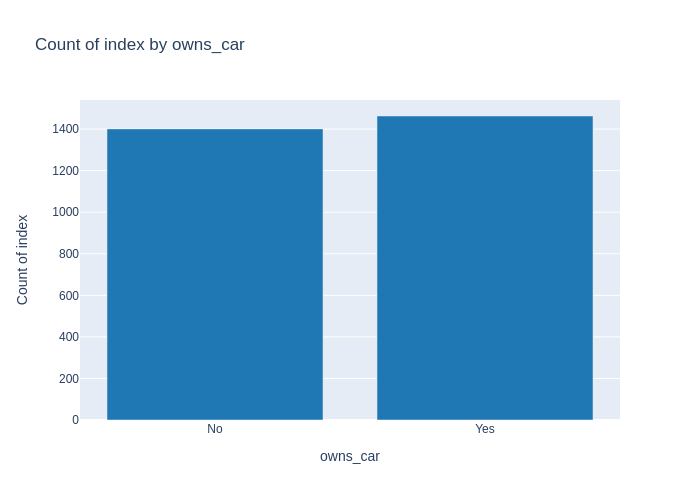 Count of index by owns_car
Count of index
1400
1200
1000
800
600
400
200
0
No
Yes
owns_car